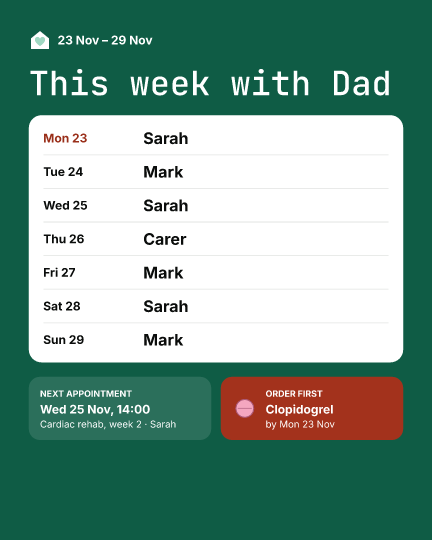 23 Nov – 29 Nov
This week with Dad
Mon 23 Sarah
Tue 24 Mark
Wed 25 Sarah
Thu 26 Carer
Fri 27 Mark
Sat 28 Sarah
Sun 29 Mark
NEXT APPOINTMENT
Wed 25 Nov, 14:00
Cardiac rehab, week 2 · Sarah
ORDER FIRST
Clopidogrel
by Mon 23 Nov